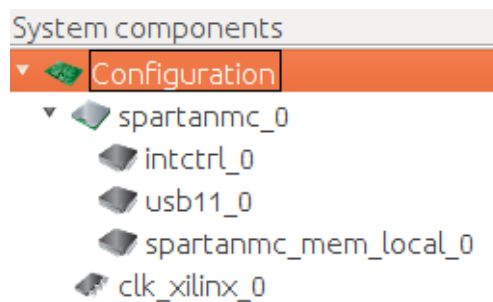 System components
Configuration
spartanmc_0
intctrl_0
usb11_0
spartanmc_mem_local_0
clk_xilinx_0